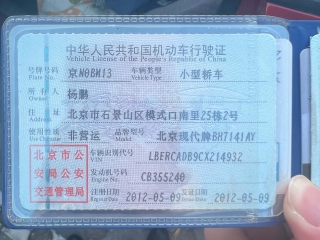 中华人民共和国机动车行驶证
Vehicle License of the People's Republic of China
号牌号码 京N0BM13 车辆类型 小型轿车
Plate No. Vehicle Type
所有人 杨鹏
Owner
住址 北京市石景山区模式口南里25栋2号
Address
使用性质 非营运 品牌型号 北京现代牌BH7141AY
Use Character Model
北京市公 车辆识别代号 LBERCADB9CX214932
VIN
安局公安 发动机号码 CB355240
Engine No.
交通管理局 注册日期 2012-05-09 发证日期 2012-05-09
Register Date Issue Date